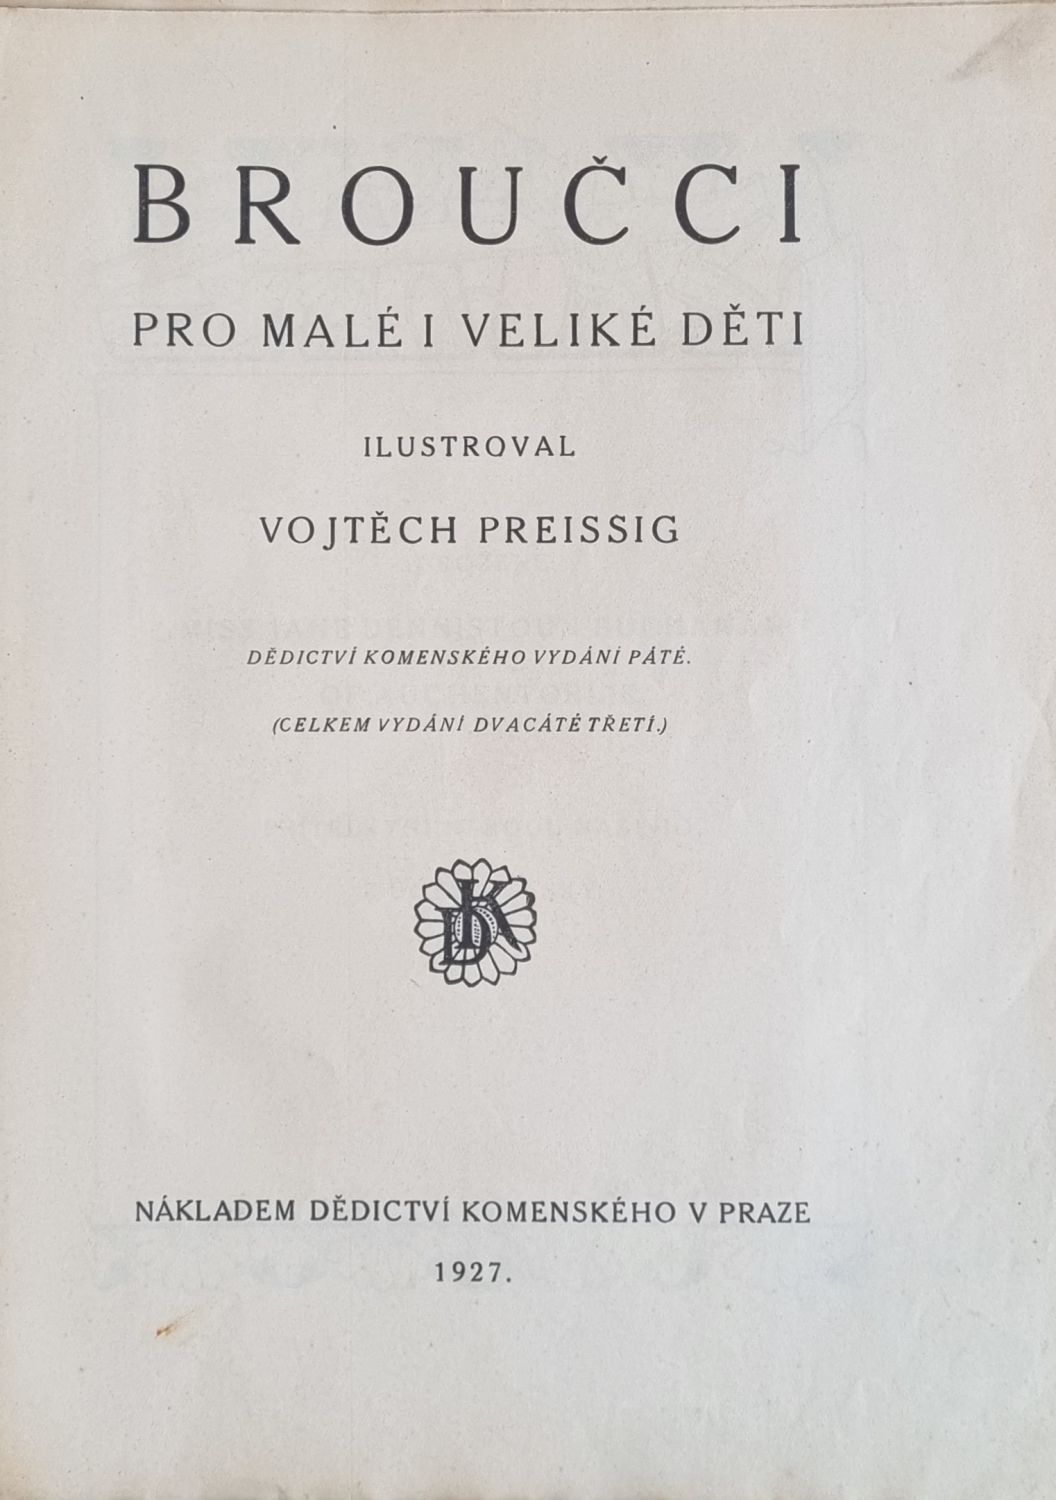 BROUČCI
PRO MALÉ I VELIKÉ DĚTI
ILUSTROVAL
VOJTĚCH PREISSIG
DĚDICTVÍ KOMENSKÉHO VYDÁNÍ PÁTÉ.
(CELKEM VYDÁNÍ DVACÁTÉ TŘETÍ.)
DK
NÁKLADEM DĚDICTVÍ KOMENSKÉHO V PRAZE
1927.